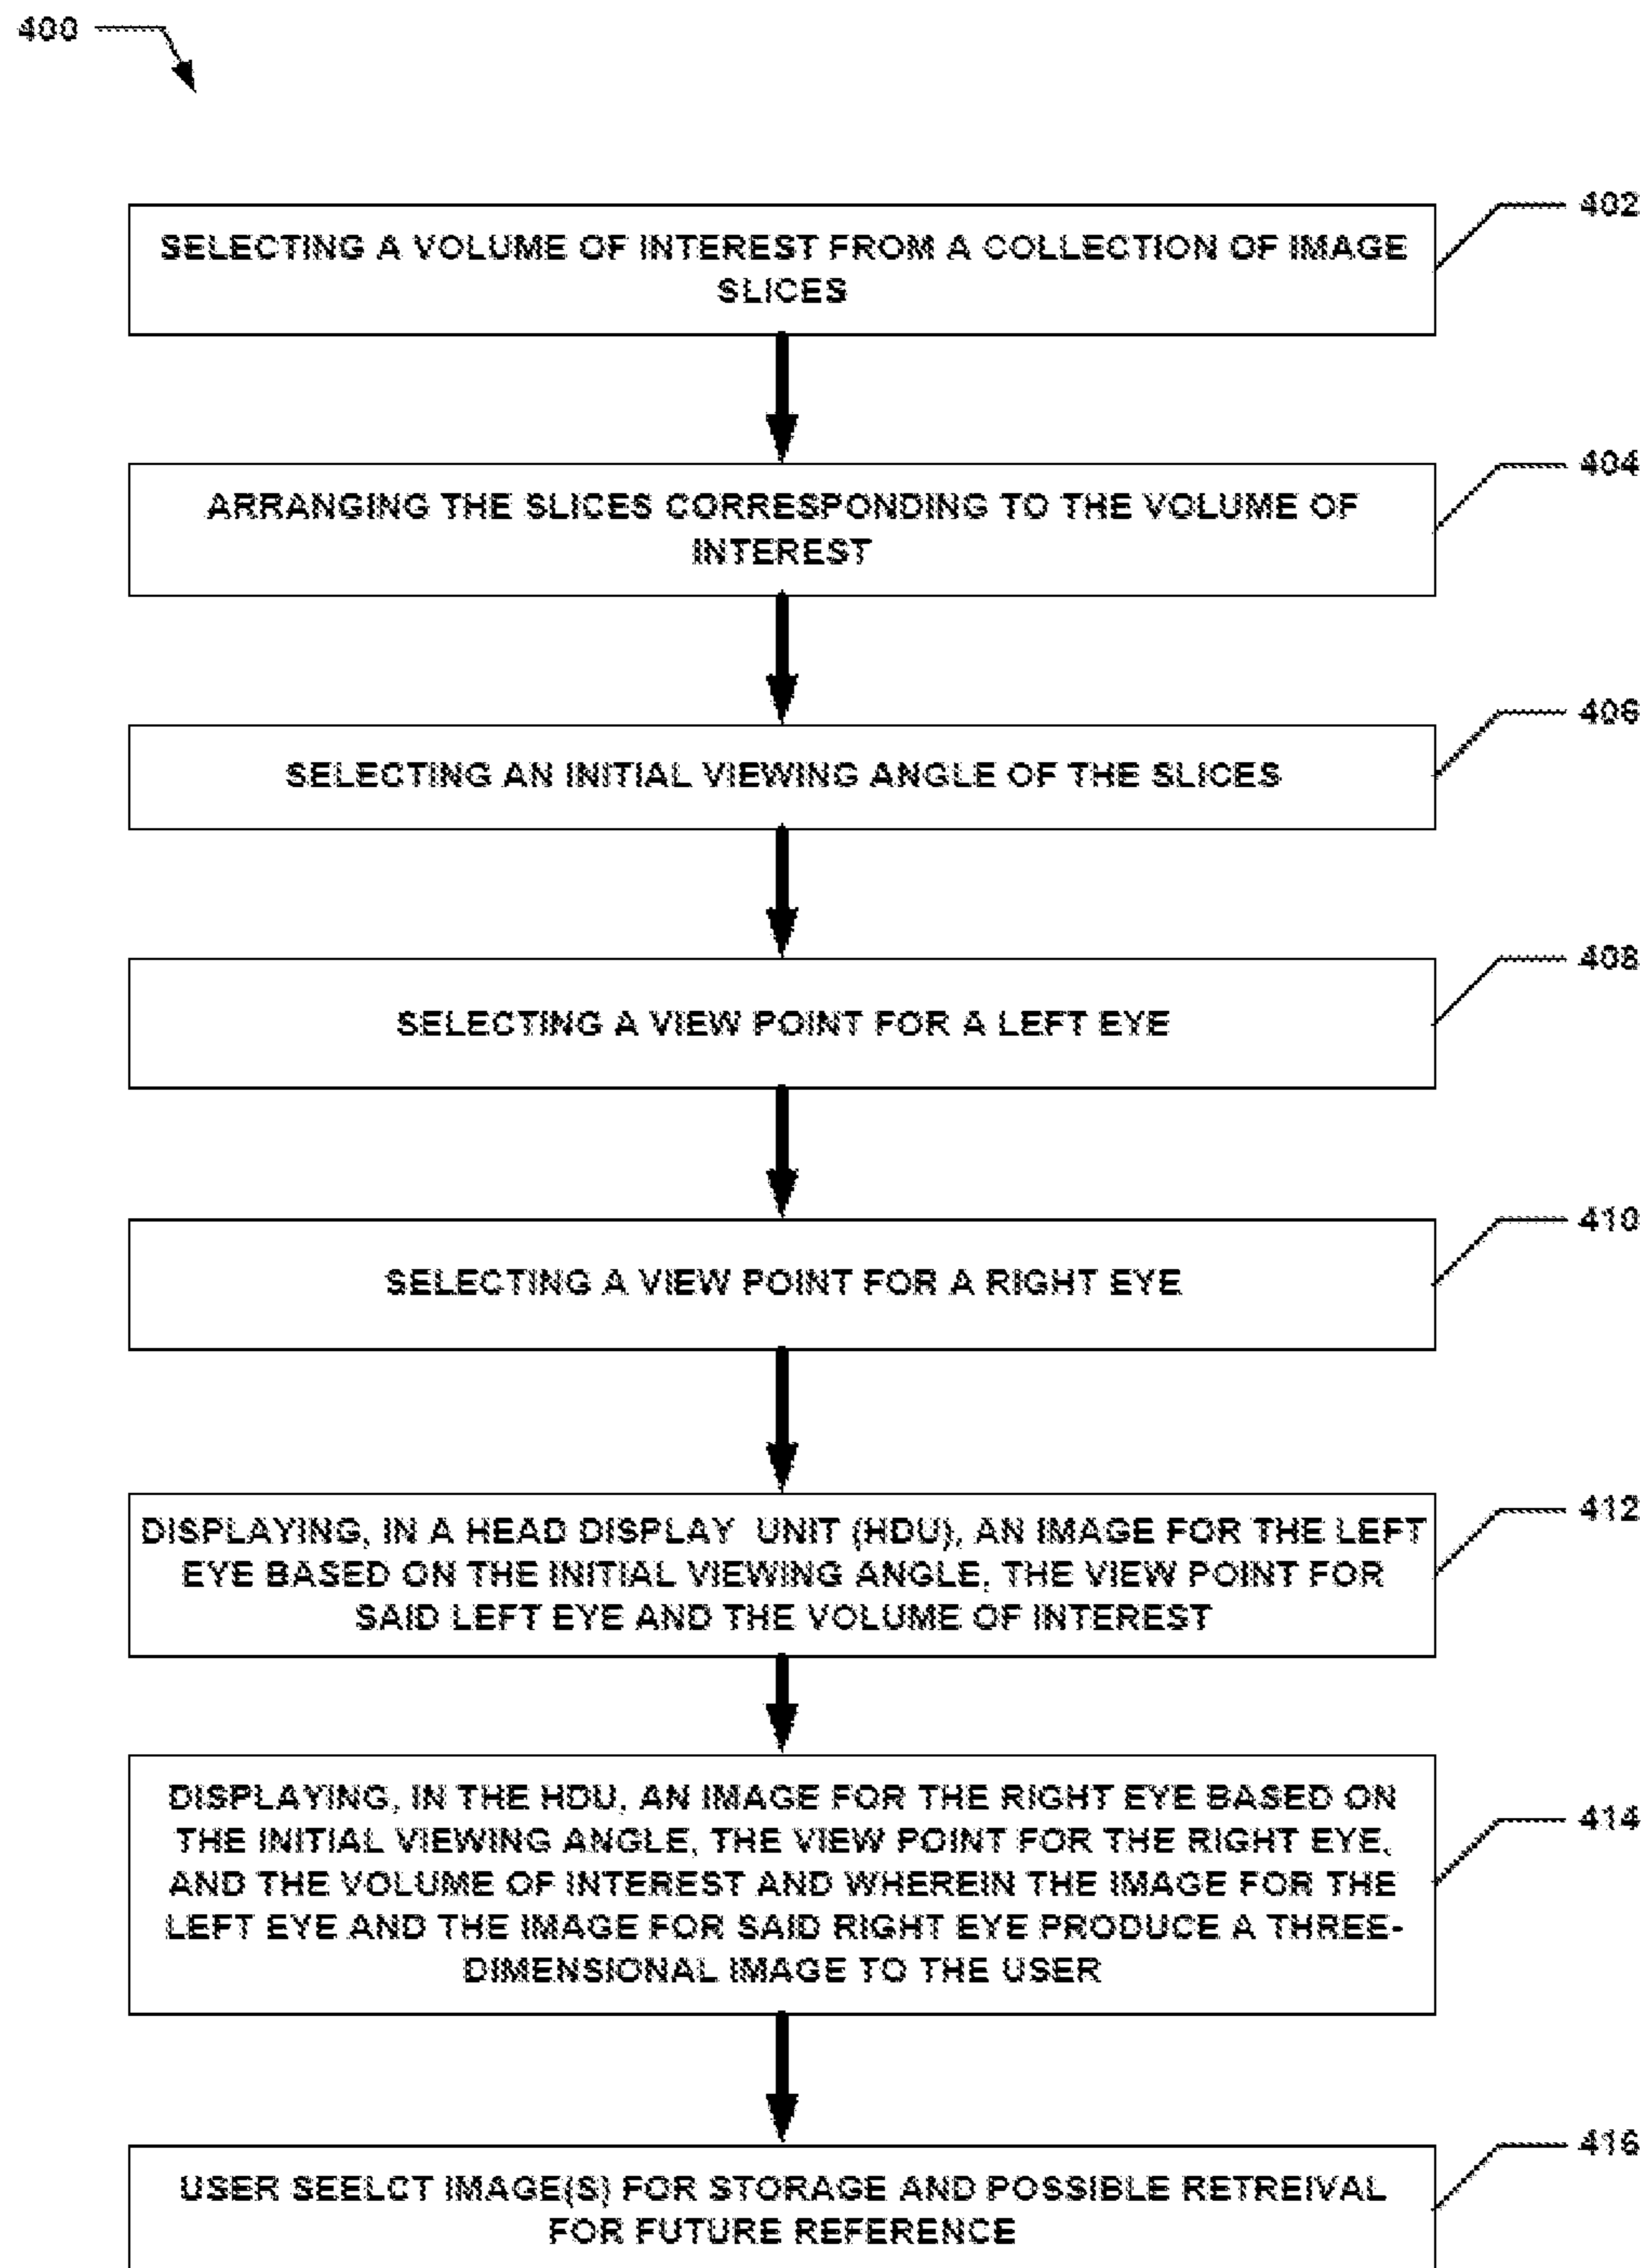 400
402
SELECTING A VOLUME OF INTEREST FROM A COLLECTION OF IMAGE
SLICES
404
ARRANGING THE SLICES CORRESPONDING TO THE VOLUME OF
INTEREST
406
SELECTING AN INITIAL VIEWING ANGLE OF THE SLICES
408
SELECTING A VIEW POINT FOR A LEFT EYE
410
SELECTING A VIEW POINT FOR A RIGHT EYE
412
DISPLAYING, IN A HEAD DISPLAY UNIT (HDU), AN IMAGE FOR THE LEFT
EYE BASED ON THE INITIAL VIEWING ANGLE, THE VIEW POINT FOR
SAID LEFT EYE AND THE VOLUME OF INTEREST
414
DISPLAYING, IN THE HDU, AN IMAGE FOR THE RIGHT EYE BASED ON
THE INITIAL VIEWING ANGLE, THE VIEW POINT FOR THE RIGHT EYE,
AND THE VOLUME OF INTEREST AND WHEREIN THE IMAGE FOR THE
LEFT EYE AND THE IMAGE FOR SAID RIGHT EYE PRODUCE A THREE-
DIMENSIONAL IMAGE TO THE USER
416
USER SEELCT IMAGE(S) FOR STORAGE AND POSSIBLE RETREIVAL
FOR FUTURE REFERENCE